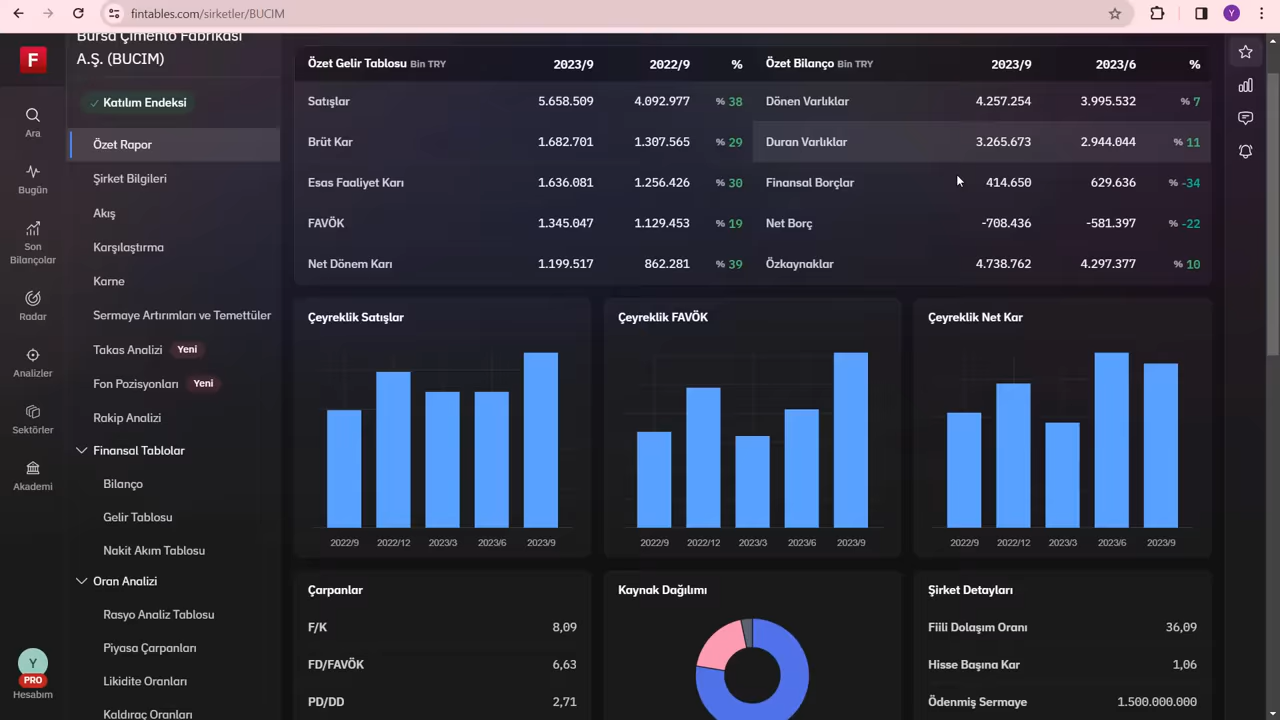 fintables.com/sirketler/BUCIM
Y
F
Ara
Bugün
Son
Bilançolar
Radar
Analizler
Sektörler
Akademi
Y
PRO
Hesabım
Bursa Çimento Fabrikası
A.Ş. (BUCIM)
Katılım Endeksi
Özet Rapor
Şirket Bilgileri
Akış
Karşılaştırma
Karne
Sermaye Artırımları ve Temettüler
Takas Analizi Yeni
Fon Pozisyonları Yeni
Rakip Analizi
Finansal Tablolar
Bilanço
Gelir Tablosu
Nakit Akım Tablosu
Oran Analizi
Rasyo Analiz Tablosu
Piyasa Çarpanları
Likidite Oranları
Kaldıraç Oranları
Özet Gelir Tablosu Bin TRY 2023/9 2022/9 %
Satışlar 5.658.509 4.092.977 % 38
Brüt Kar 1.682.701 1.307.565 % 29
Esas Faaliyet Karı 1.636.081 1.256.426 % 30
FAVÖK 1.345.047 1.129.453 % 19
Net Dönem Karı 1.199.517 862.281 % 39
Özet Bilanço Bin TRY 2023/9 2023/6 %
Dönen Varlıklar 4.257.254 3.995.532 % 7
Duran Varlıklar 3.265.673 2.944.044 % 11
Finansal Borçlar 414.650 629.636 % -34
Net Borç -708.436 -581.397 % -22
Özkaynaklar 4.738.762 4.297.377 % 10
Çeyreklik Satışlar
2022/9 2022/12 2023/3 2023/6 2023/9
Çeyreklik FAVÖK
2022/9 2022/12 2023/3 2023/6 2023/9
Çeyreklik Net Kar
2022/9 2022/12 2023/3 2023/6 2023/9
Çarpanlar
F/K 8,09
FD/FAVÖK 6,63
PD/DD 2,71
Kaynak Dağılımı
Şirket Detayları
Fiili Dolaşım Oranı 36,09
Hisse Başına Kar 1,06
Ödenmiş Sermaye 1.500.000.000